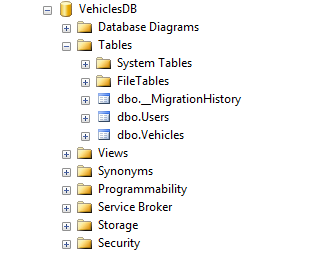 VehiclesDB
Database Diagrams
Tables
System Tables
FileTables
dbo.__MigrationHistory
dbo.Users
dbo.Vehicles
Views
Synonyms
Programmability
Service Broker
Storage
Security